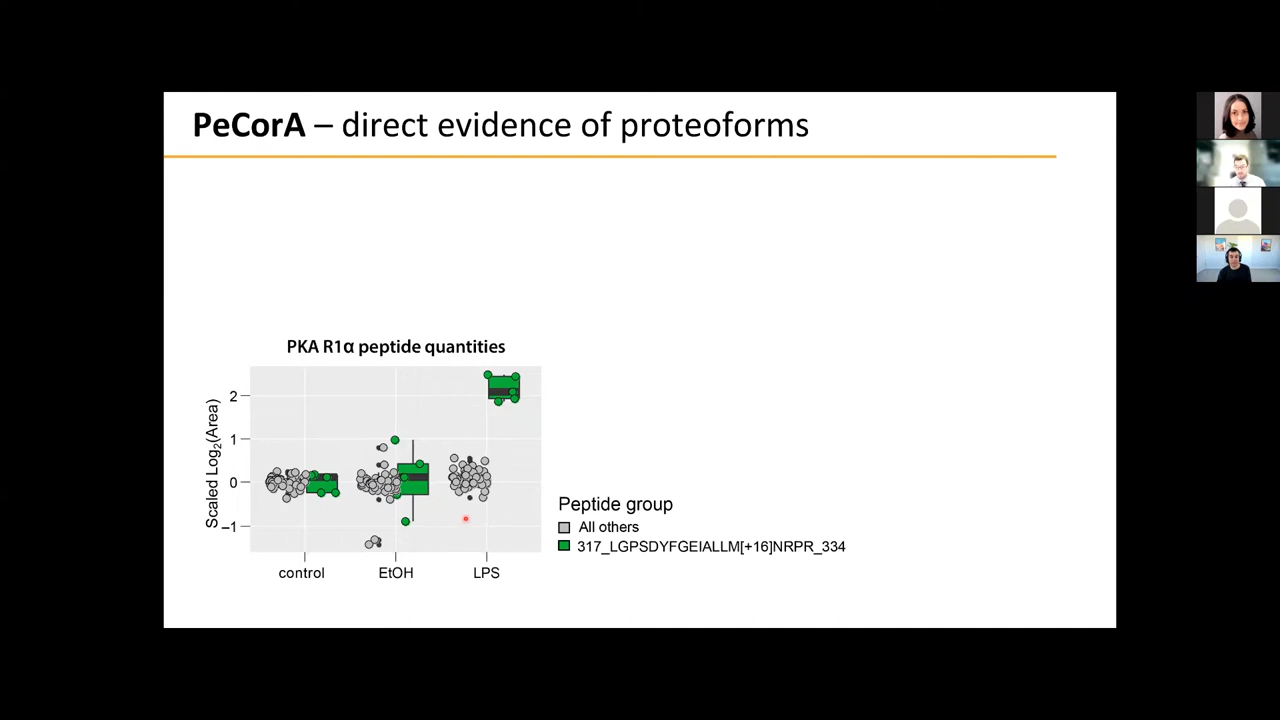 PeCorA – direct evidence of proteoforms
PKA R1α peptide quantities
Scaled Log₂(Area)
2
1
0
–1
control
EtOH
LPS
Peptide group
All others
317_LGPSDYFGEIALLM[+16]NRPR_334